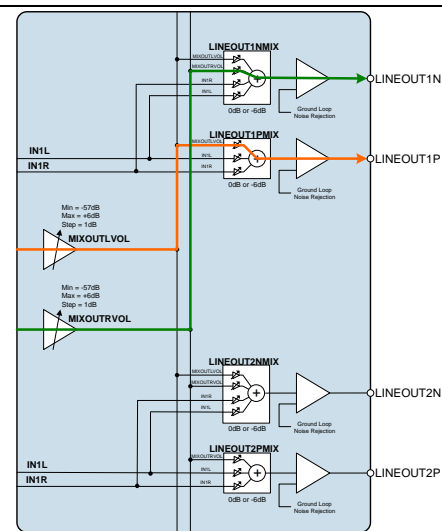 LINEOUT1NMIX
MIXOUTLVOL
MIXOUTRVOL
IN1R
IN1L
0dB or -6dB
Ground Loop
Noise Rejection
LINEOUT1N
LINEOUT1PMIX
MIXOUTLVOL
IN1L
IN1R
0dB or -6dB
Ground Loop
Noise Rejection
LINEOUT1P
IN1L
IN1R
Min = -57dB
Max = +6dB
Step = 1dB
MIXOUTLVOL
Min = -57dB
Max = +6dB
Step = 1dB
MIXOUTRVOL
LINEOUT2NMIX
MIXOUTLVOL
MIXOUTRVOL
IN1R
IN1L
0dB or -6dB
Ground Loop
Noise Rejection
LINEOUT2N
LINEOUT2PMIX
MIXOUTRVOL
IN1L
IN1R
0dB or -6dB
Ground Loop
Noise Rejection
LINEOUT2P
IN1L
IN1R